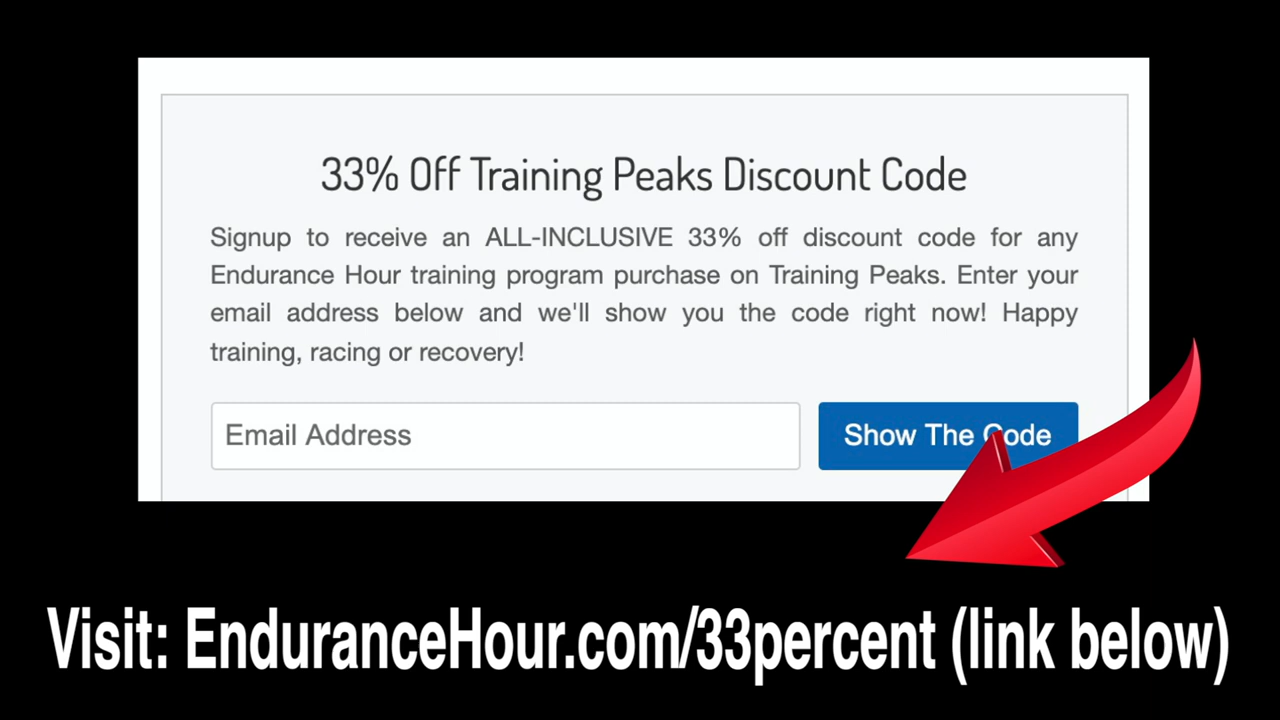 33% Off Training Peaks Discount Code
Signup to receive an ALL-INCLUSIVE 33% off discount code for any
Endurance Hour training program purchase on Training Peaks. Enter your
email address below and we'll show you the code right now! Happy
training, racing or recovery!
Email Address
Show The Code
Visit: EnduranceHour.com/33percent (link below)